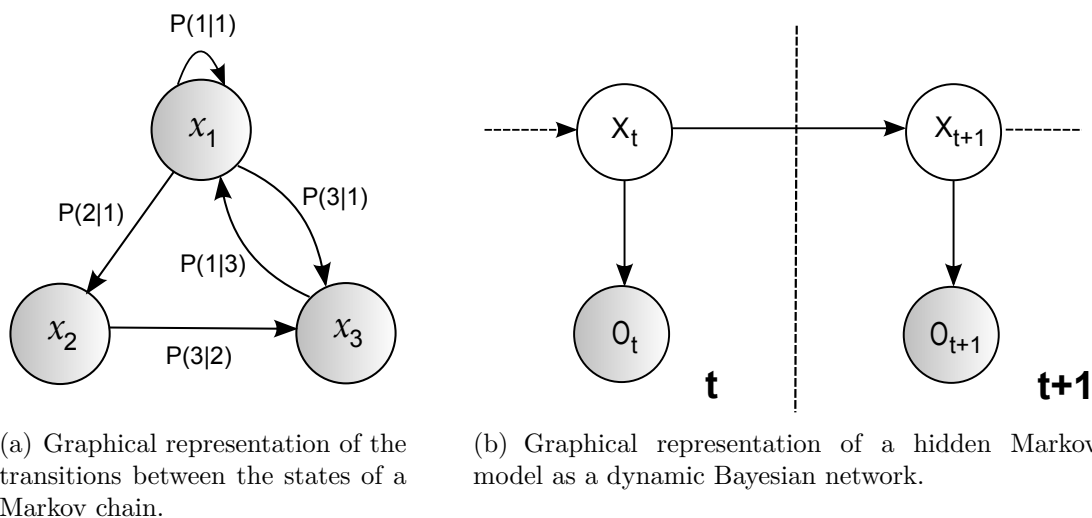 P(1|1)
x1
P(2|1)
P(3|1)
P(1|3)
x2
x3
P(3|2)
Xt
Xt+1
Ot
Ot+1
t
t+1
(a) Graphical representation of the
transitions between the states of a
Markov chain.
(b) Graphical representation of a hidden Markov
model as a dynamic Bayesian network.